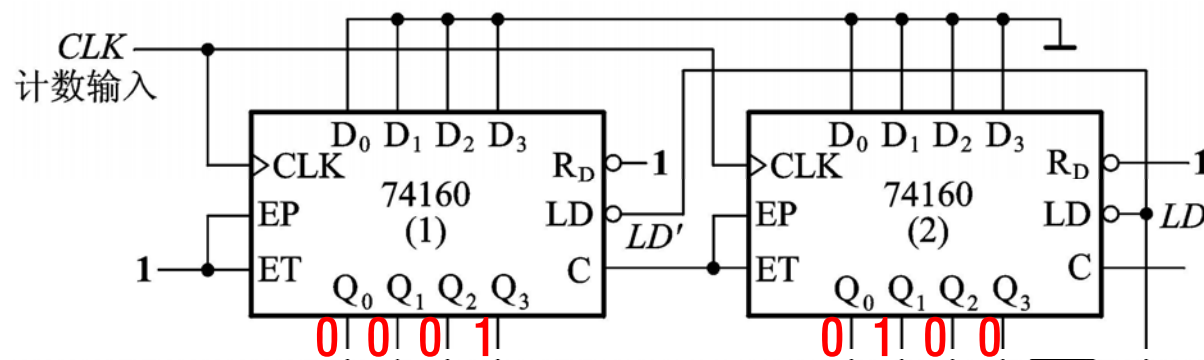 D₀ D₁ D₂ D₃
D₀ D₁ D₂ D₃
CLK
计数输入
CLK
74160
(1)
EP
1
ET
R_D
1
LD
LD′
C
Q₀ Q₁ Q₂ Q₃
0 0 0 1
CLK
74160
(2)
EP
ET
R_D
1
LD
LD
C
Q₀ Q₁ Q₂ Q₃
0 1 0 0